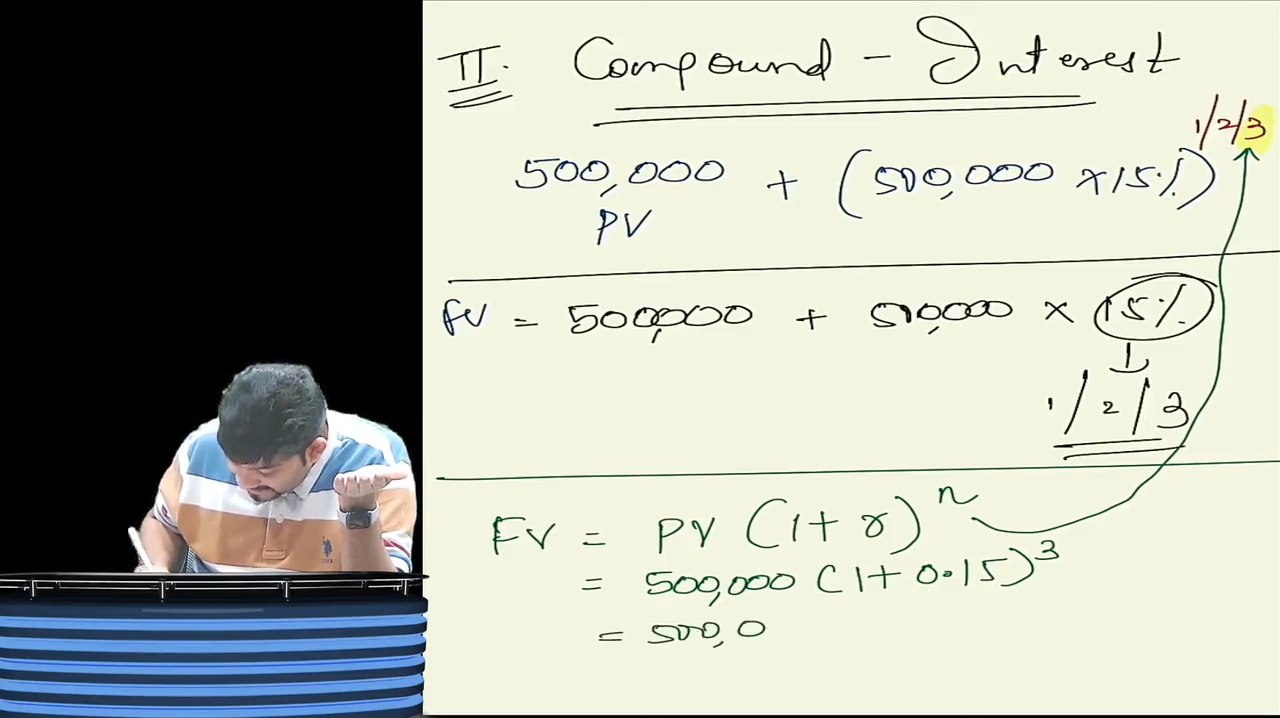 II. Compound - Interest
1/2/3
500,000 + (500,000 x 15%)
PV
FV = 500,000 + 500,000 x 15%
1/2/3
FV = PV (1+r)^n
= 500,000 (1+0.15)^3
= 500,0